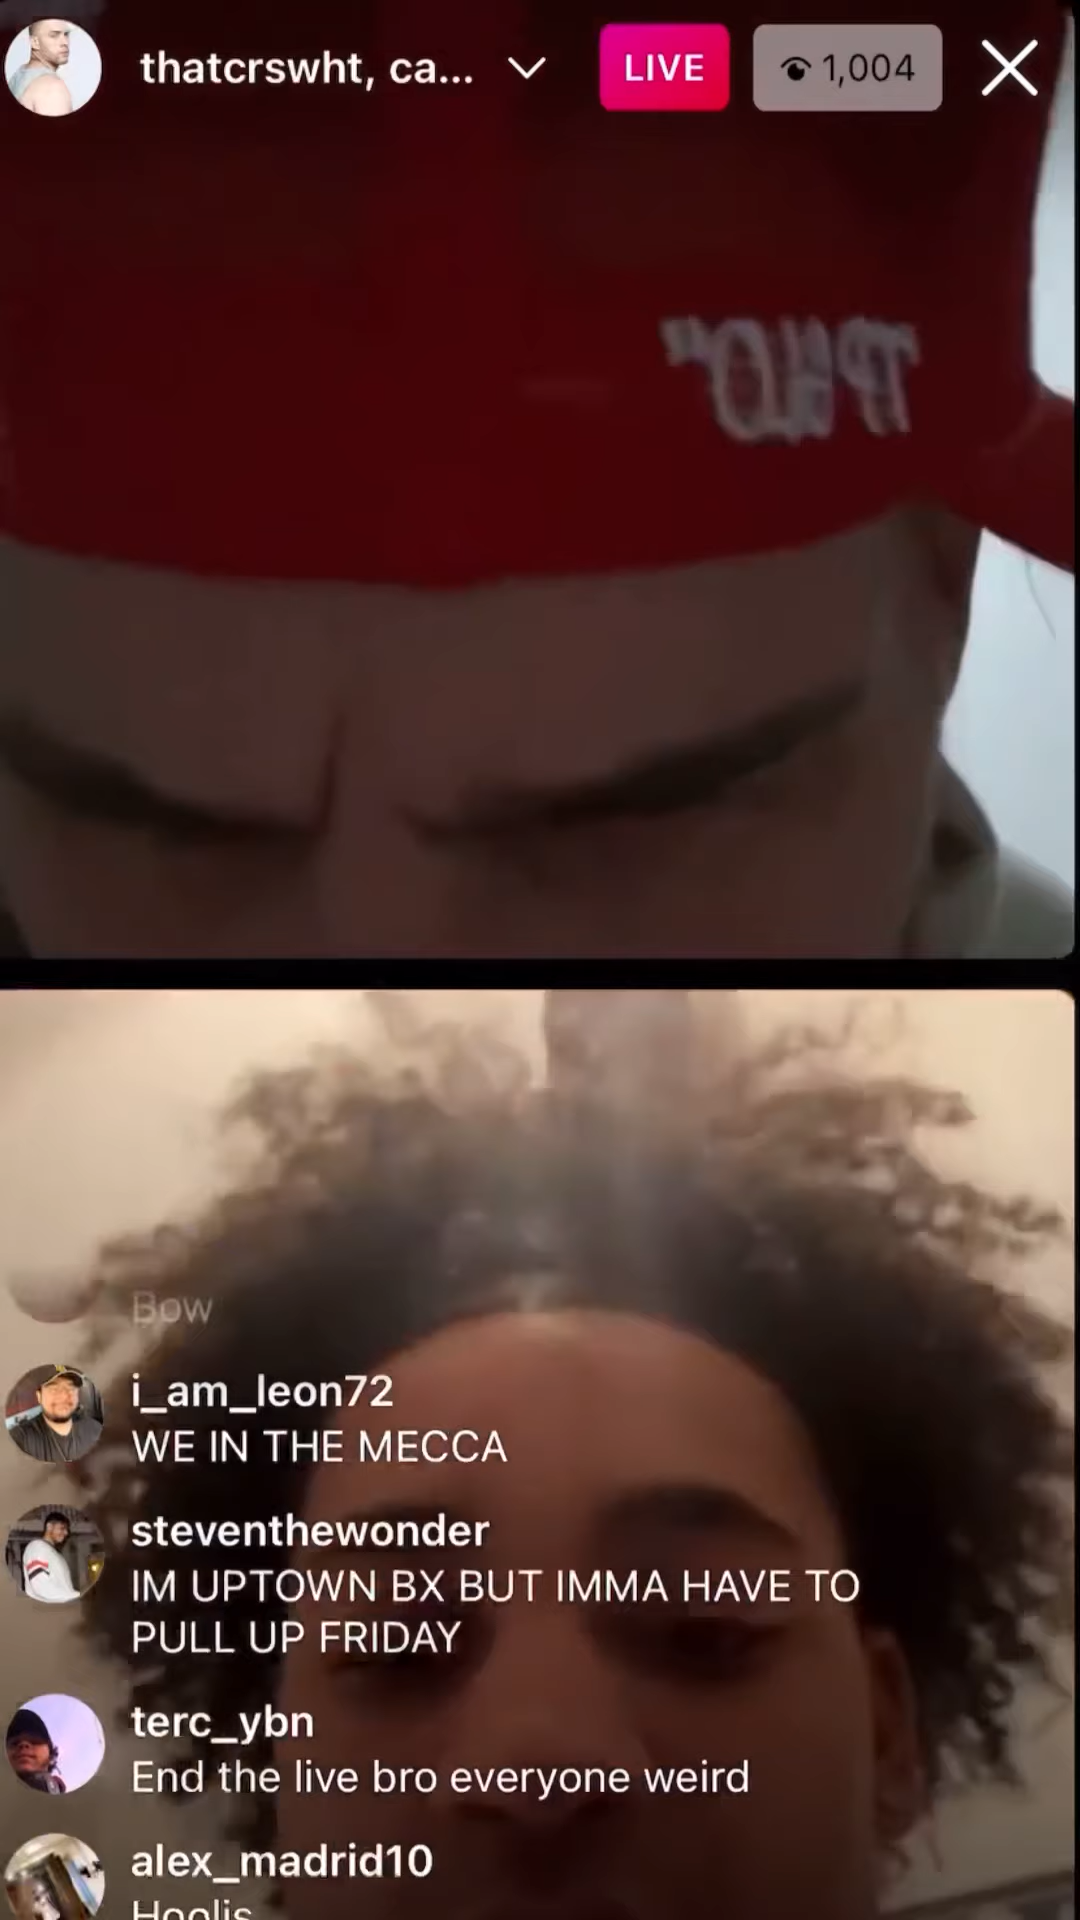 thatcrswht, ca...
LIVE
1,004
Bow
i_am_leon72
WE IN THE MECCA
steventhewonder
IM UPTOWN BX BUT IMMA HAVE TO
PULL UP FRIDAY
terc_ybn
End the live bro everyone weird
alex_madrid10
Hoolis